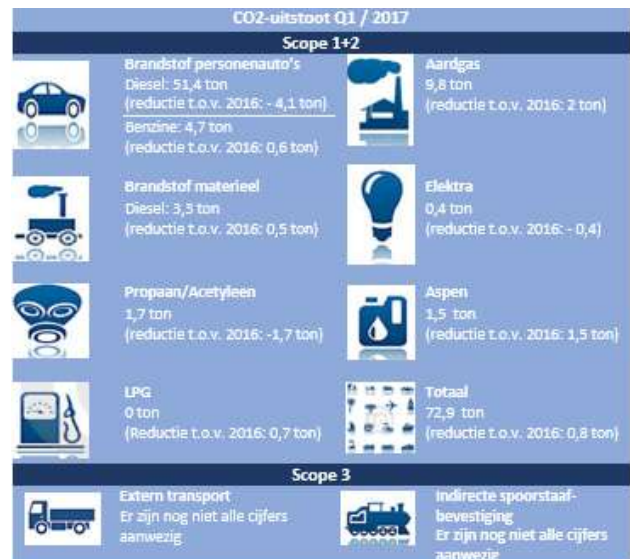 CO2-uitstoot Q1 / 2017
Scope 1+2
Brandstof personenauto's
Diesel: 51,4 ton
(reductie t.o.v. 2016: - 4,1 ton)
Benzine: 4,7 ton
(reductie t.o.v. 2016: 0,6 ton)
Aardgas
9,8 ton
(reductie t.o.v. 2016: 2 ton)
Brandstof materieel
Diesel: 3,3 ton
(reductie t.o.v. 2016: 0,5 ton)
Elektra
0,4 ton
(reductie t.o.v. 2016: - 0,4)
Propaan/Acetyleen
1,7 ton
(reductie t.o.v. 2016: -1,7 ton)
Aspen
1,5 ton
(reductie t.o.v. 2016: 1,5 ton)
LPG
0 ton
(Reductie t.o.v. 2016: 0,7 ton)
Totaal
72,9 ton
(reductie t.o.v. 2016: 0,8 ton)
Scope 3
Extern transport
Er zijn nog niet alle cijfers
aanwezig
Indirecte spoorstaaf-
bevestiging
Er zijn nog niet alle cijfers
aanwezig